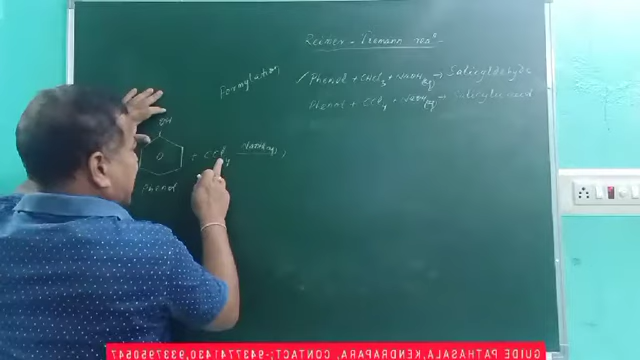 Reimer - Tiemann reaⁿ
Formylation
Phenol + CHCl₃ + NaOH aq → Salicylaldehyde
Phenol + CCl₄ + NaOH aq → Salicylic acid
OH
+ CCl₄ NaOH aq
Phenol
GUIDE PATHASALA,KENDRAPARA, CONTACT,-9437741430,9337950547